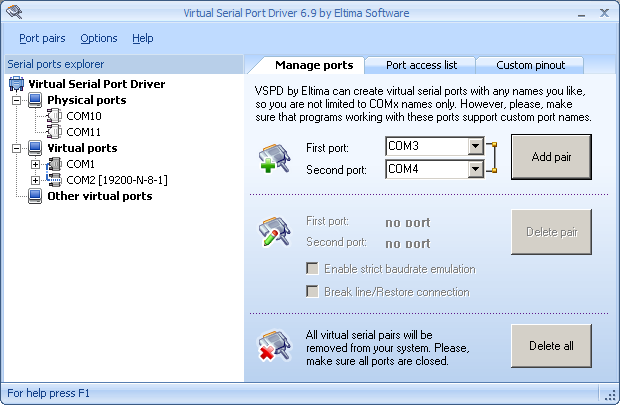 Virtual Serial Port Driver 6.9 by Eltima Software
Port pairs Options Help
Serial ports explorer
Virtual Serial Port Driver
Physical ports
COM10
COM11
Virtual ports
COM1
COM2 [19200-N-8-1]
Other virtual ports
Manage ports Port access list Custom pinout
VSPD by Eltima can create virtual serial ports with any names you like,
so you are not limited to COMx names only. However, please, make
sure that programs working with these ports support custom port names.
First port: COM3
Second port: COM4
Add pair
First port: no port
Second port: no port
Delete pair
Enable strict baudrate emulation
Break line/Restore connection
All virtual serial pairs will be
removed from your system. Please,
make sure all ports are closed.
Delete all
For help press F1